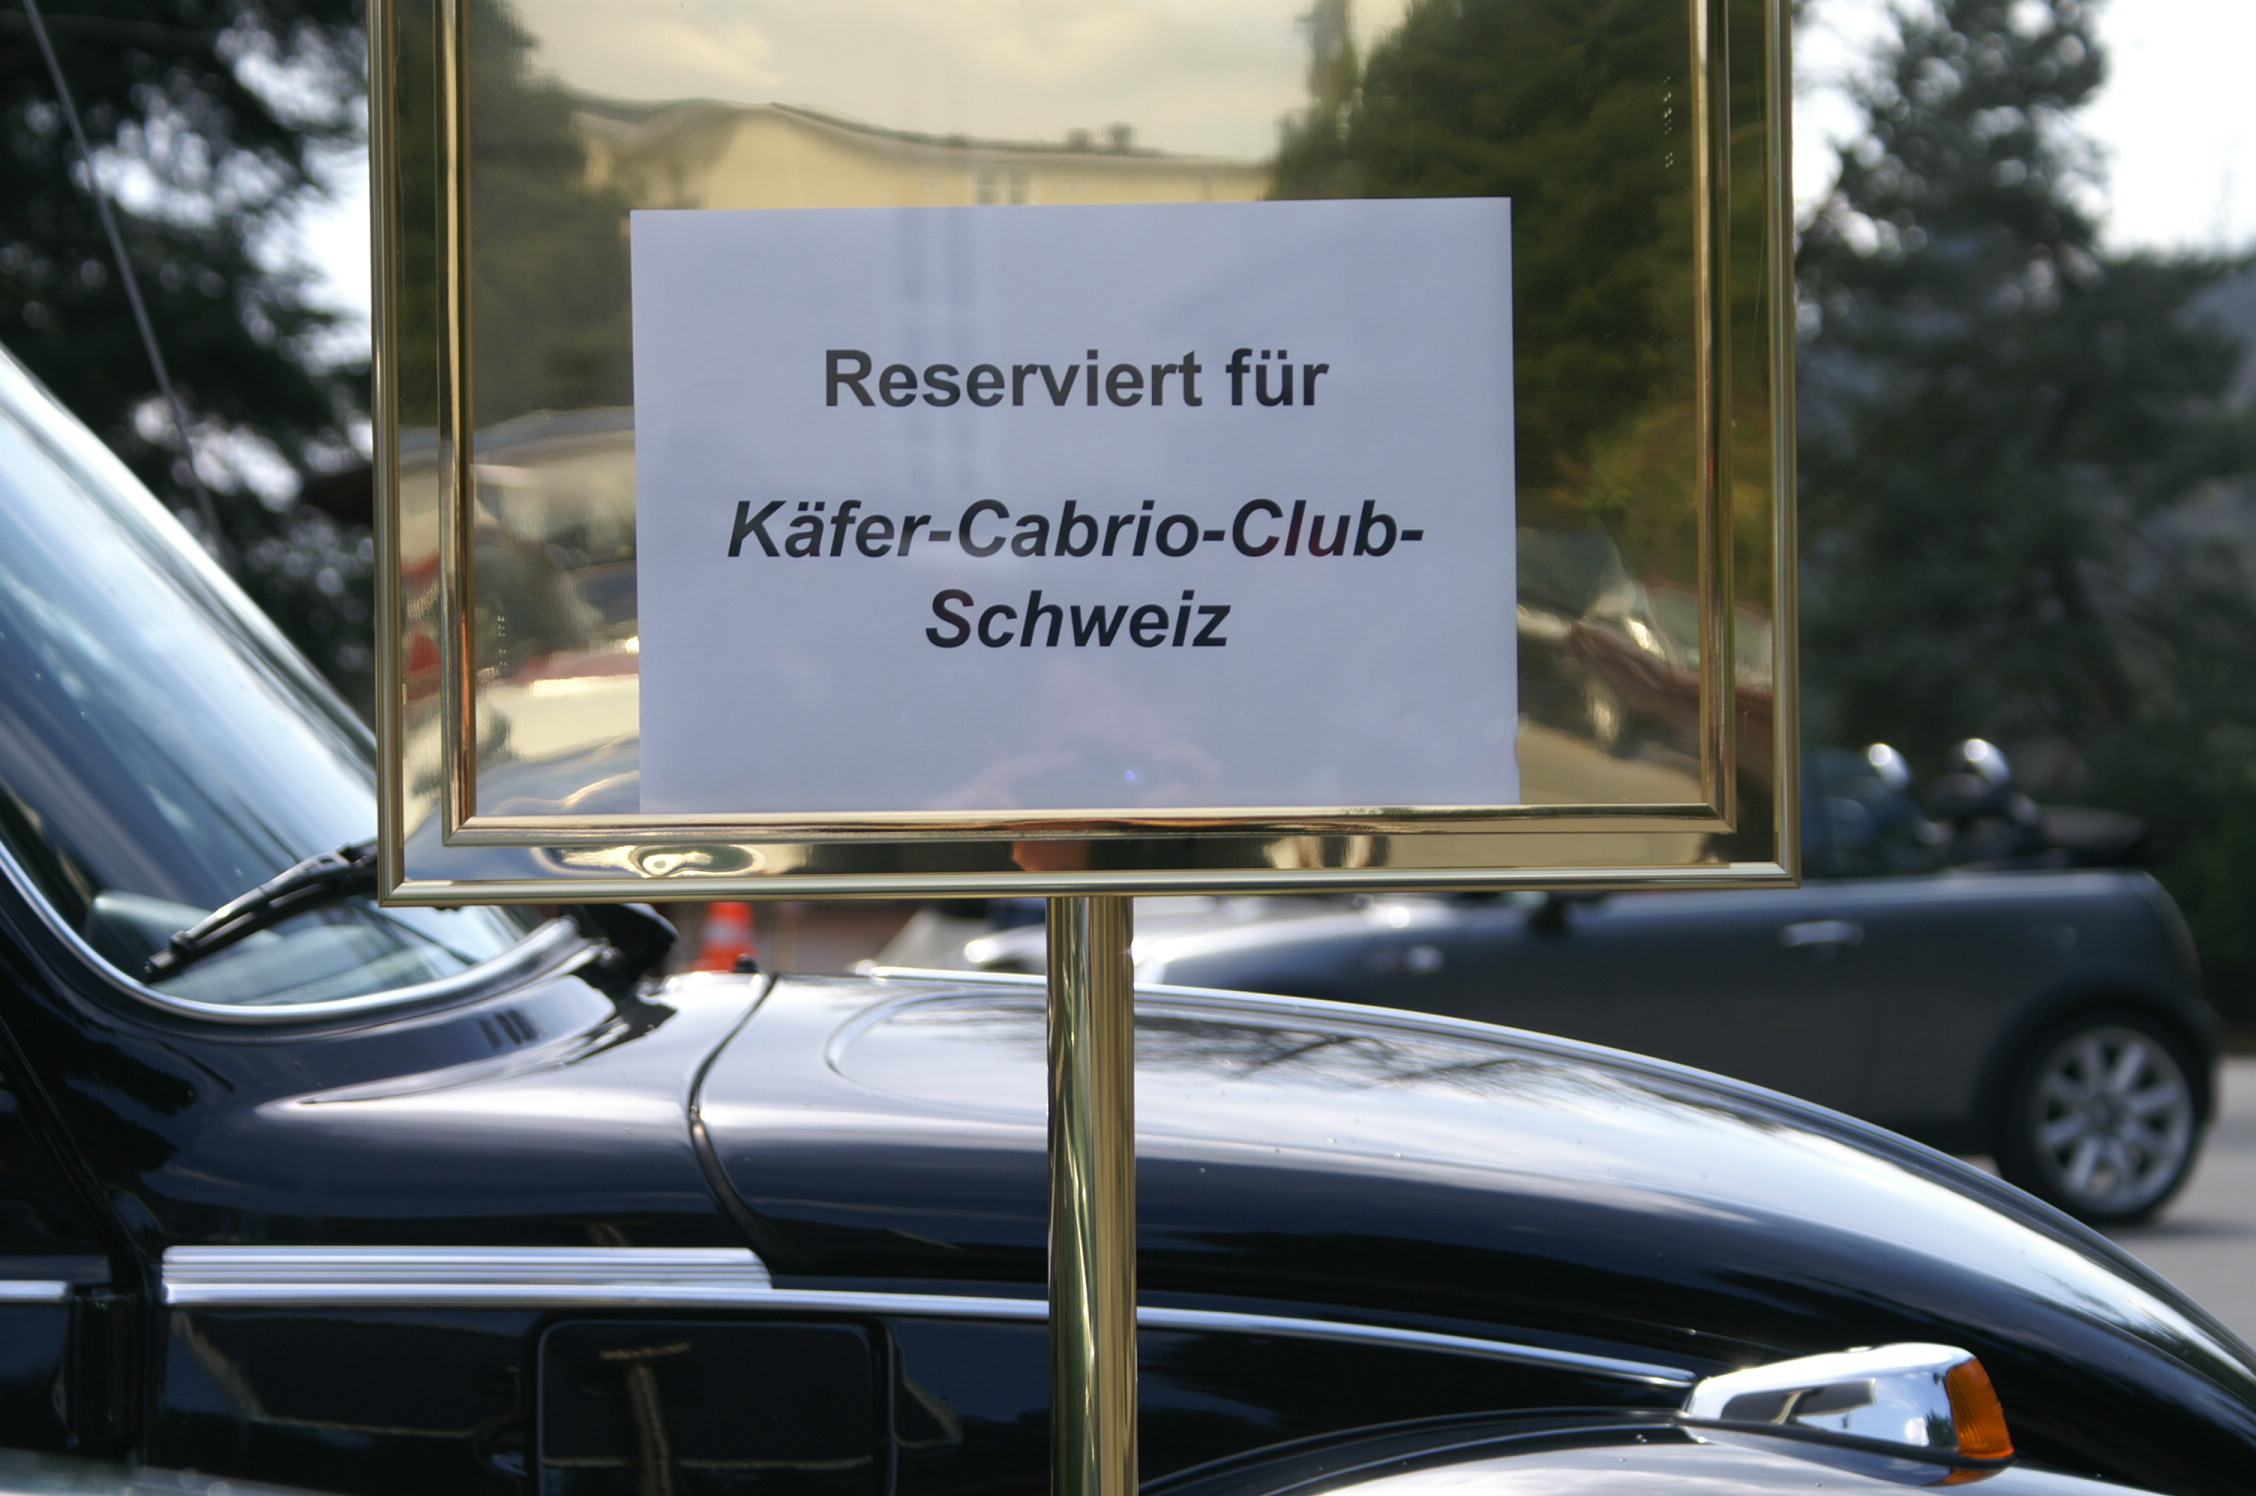 Reserviert für
Käfer-Cabrio-Club-
Schweiz